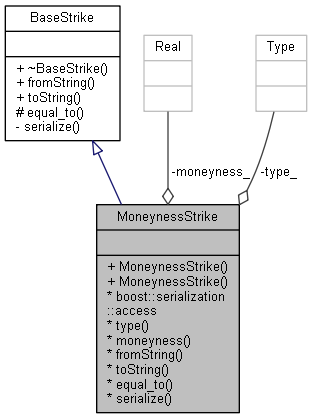 BaseStrike
+ ~BaseStrike()
+ fromString()
+ toString()
# equal_to()
- serialize()
Real
Type
-moneyness_
-type_
MoneynessStrike
+ MoneynessStrike()
+ MoneynessStrike()
* boost::serialization
::access
* type()
* moneyness()
* fromString()
* toString()
* equal_to()
* serialize()